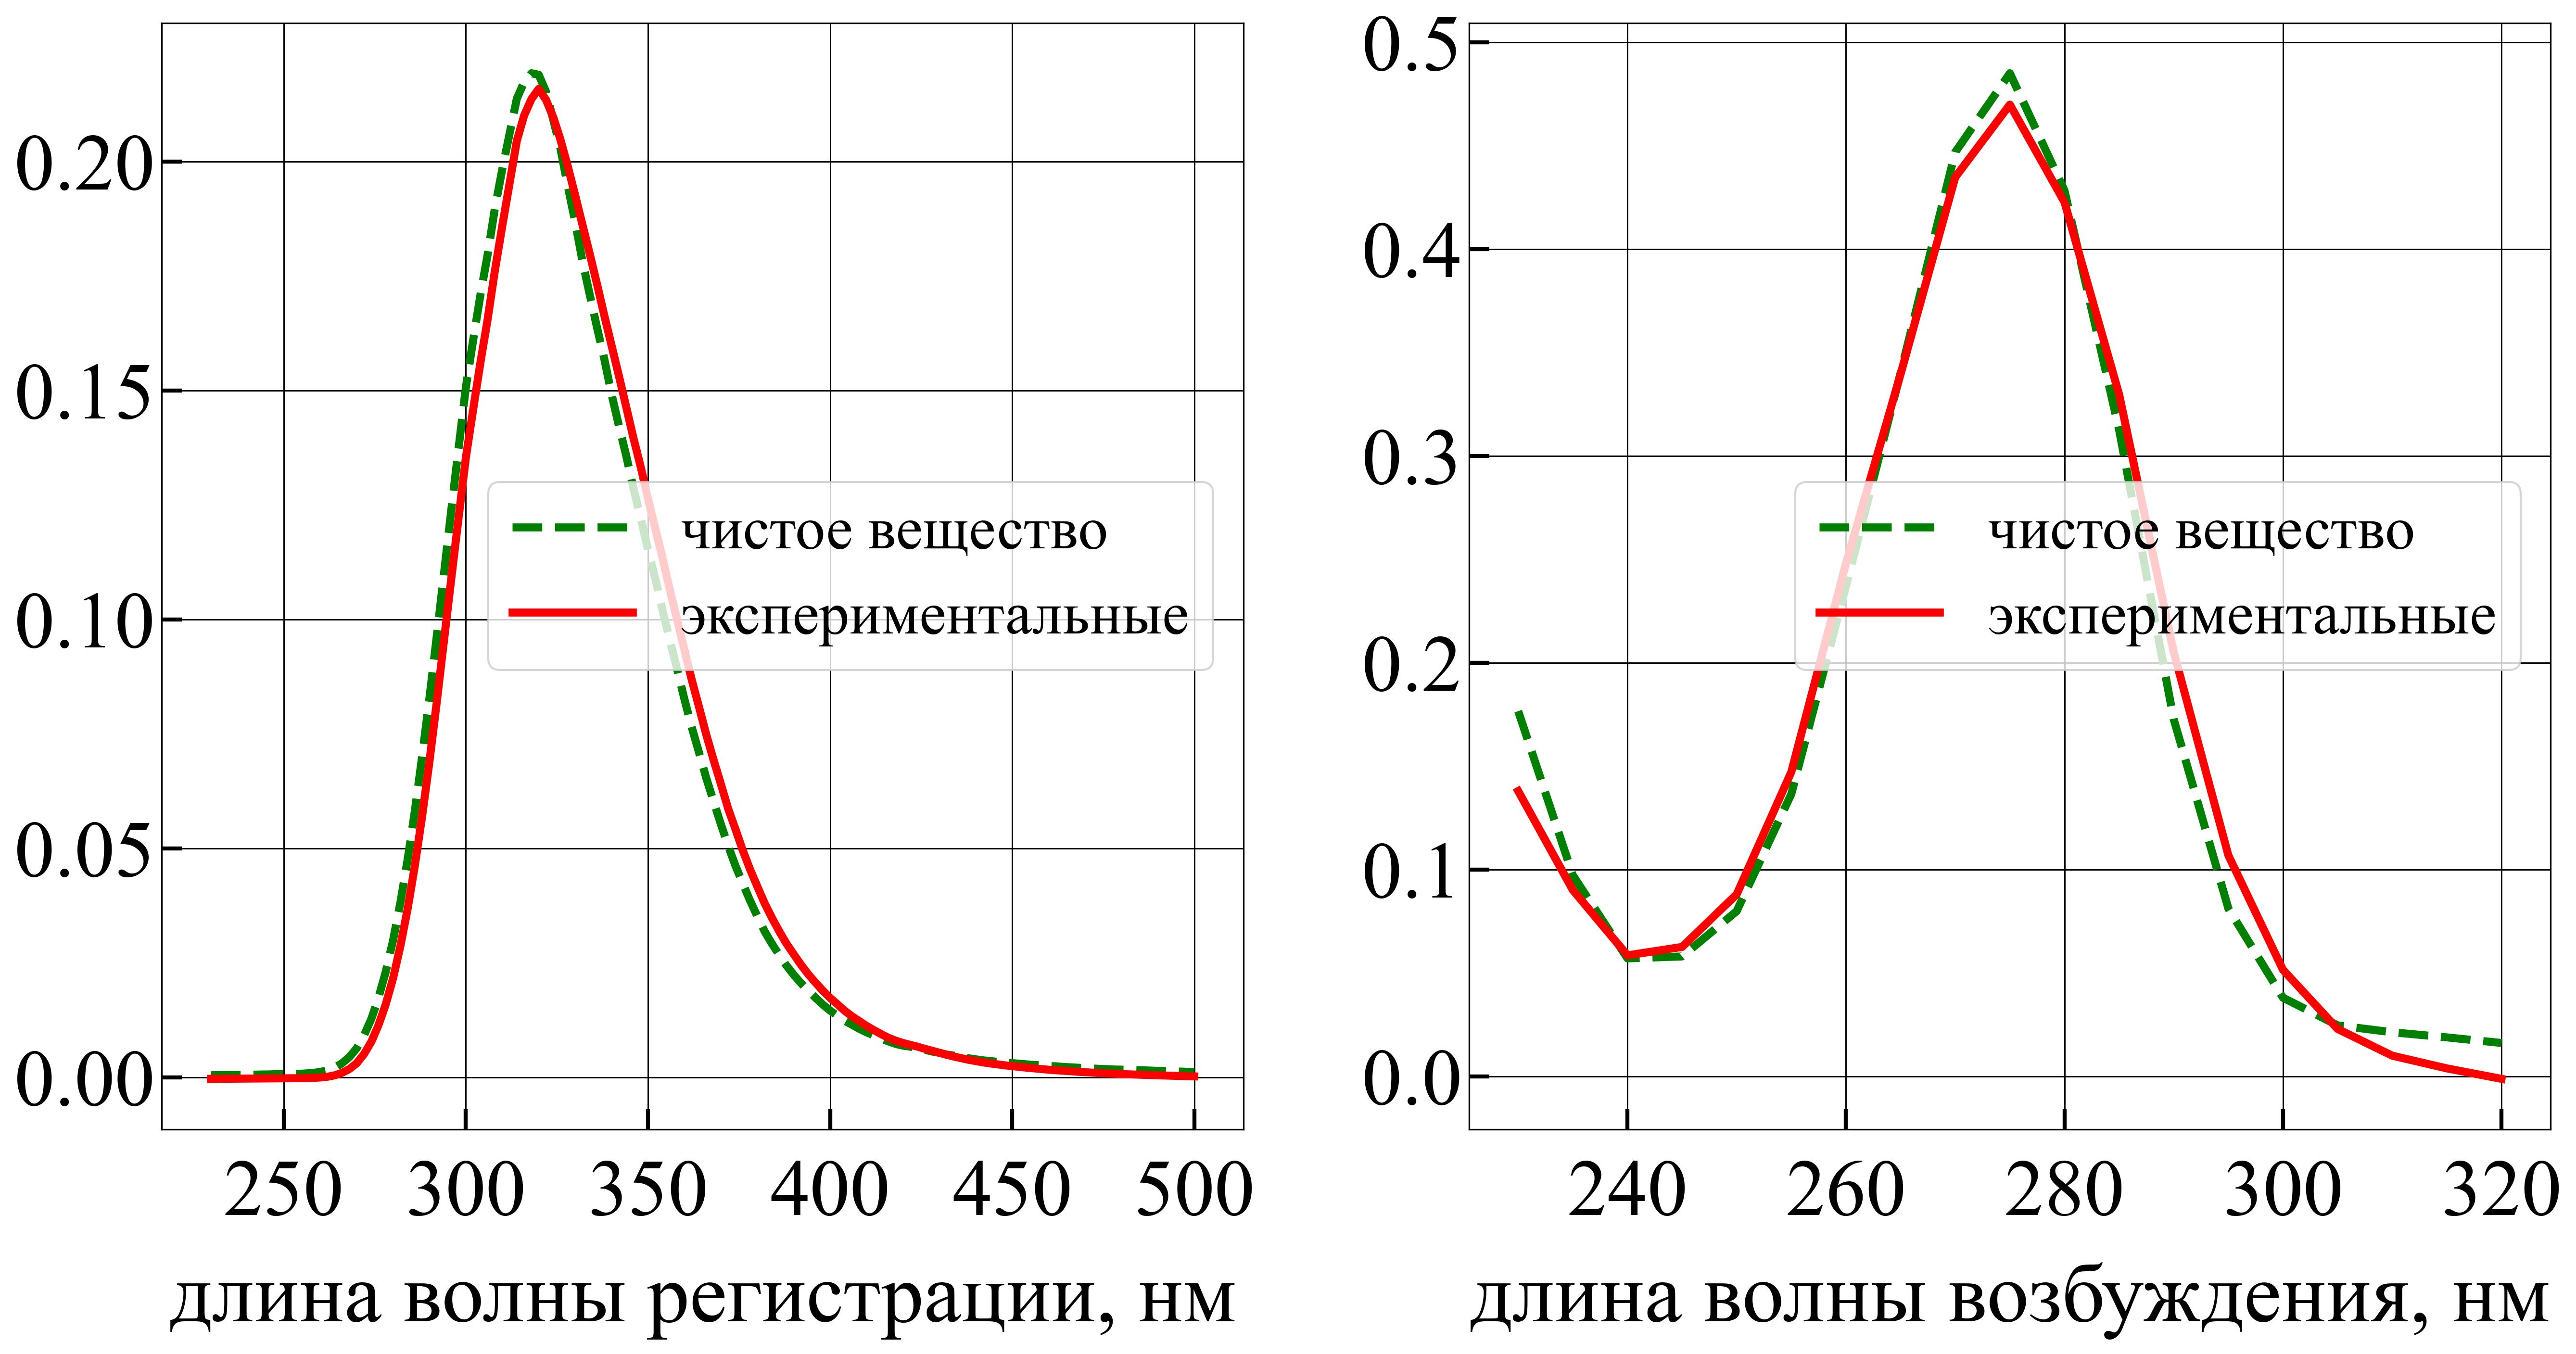 0.20
0.15
0.10
0.05
0.00
250 300 350 400 450 500
длина волны регистрации, нм
чистое вещество
экспериментальные
0.5
0.4
0.3
0.2
0.1
0.0
240 260 280 300 320
длина волны возбуждения, нм
чистое вещество
экспериментальные